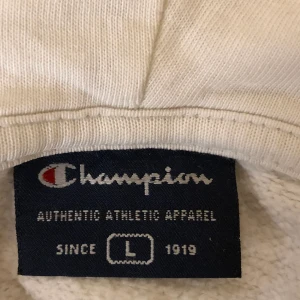 Champion
AUTHENTIC ATHLETIC APPAREL
SINCE L 1919